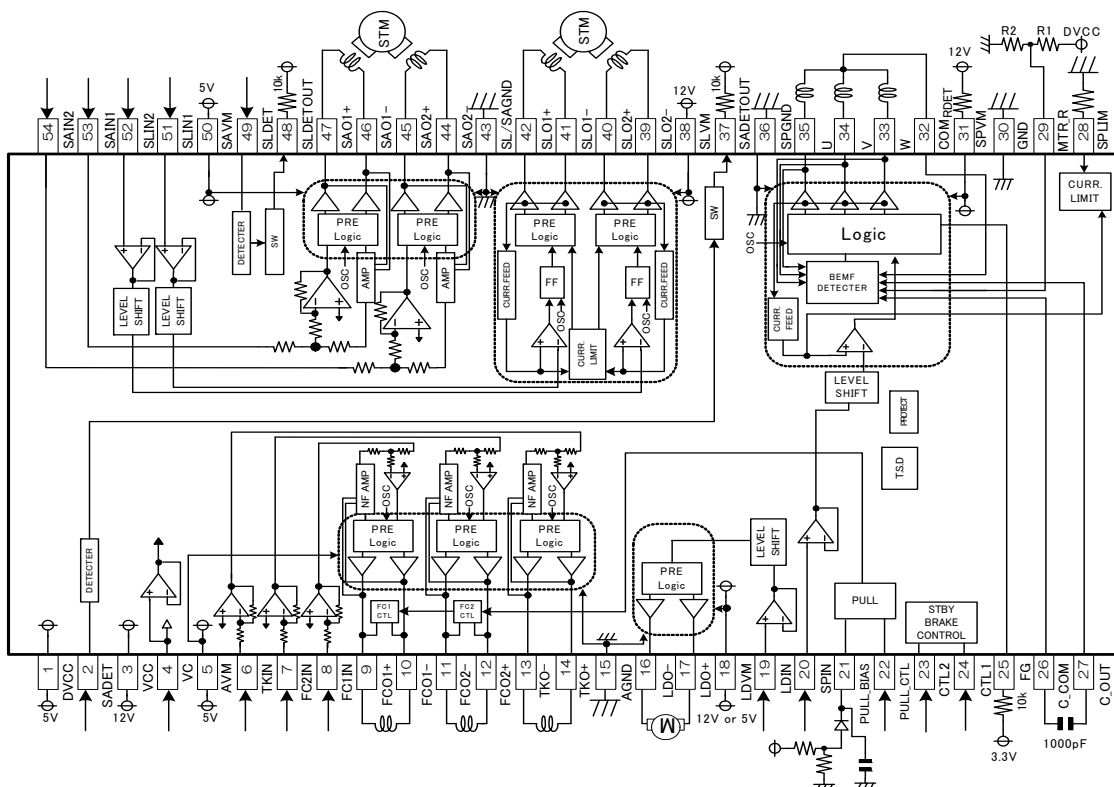 STM
STM
R2 R1 DVCC
5V
10k
12V
10k
12V
54 SAIN2
53 SAIN1
52 SLIN2
51 SLIN1
50 SAVM
49 SLDET
48 SLDETOUT
47 SAO1+
46 SAO1-
45 SAO2+
44 SAO2-
43 SL/SAGND
42 SLO1+
41 SLO1-
40 SLO2+
39 SLO2-
38 SLVM
37 SADETOUT
36 SPGND
35 U
34 V
33 W
32 COM
RDET
31 SPVM
30 GND
29 MTR.R
28 SPLIM
CURR.
LIMIT
LEVEL
SHIFT
LEVEL
SHIFT
DETECTER
SW
PRE
Logic
PRE
Logic
OSC
AMP
OSC
AMP
PRE
Logic
PRE
Logic
CURR.FEED
FF
OSC
CURR.
LIMIT
FF
OSC
CURR.FEED
SW
OSC
Logic
BEMF
DETECTER
CURR.
FEED
LEVEL
SHIFT
PROTECT
T.S.D
DETECTER
NF AMP
OSC
NF AMP
OSC
NF AMP
OSC
PRE
Logic
PRE
Logic
PRE
Logic
FC1
CTL
FC2
CTL
PRE
Logic
LEVEL
SHIFT
PULL
STBY
BRAKE
CONTROL
1 DVCC
2 SADET
3 VCC
4 VC
5 AVM
6 TKIN
7 FC2IN
8 FC1IN
9 FCO1+
10 FCO1-
11 FCO2-
12 FCO2+
13 TKO-
14 TKO+
15 AGND
16 LDO-
17 LDO+
18 LDVM
19 LDIN
20 SPIN
21 PULL_BIAS
22 PULL_CTL
23 CTL2
24 CTL1
25 FG
26 C_COM
27 C_OUT
5V
12V
5V
M
12V or 5V
10k
3.3V
1000pF